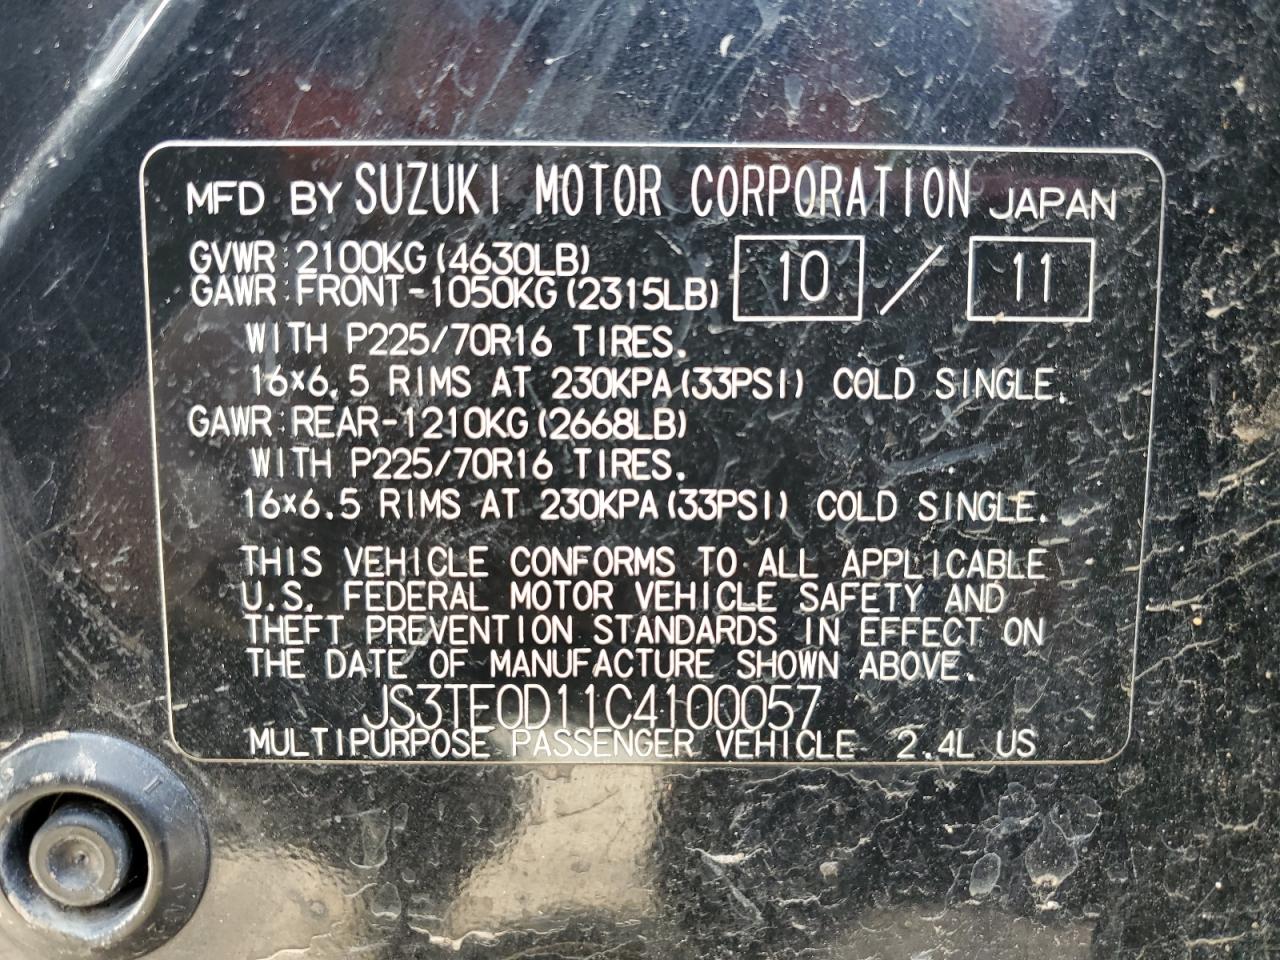 MFD BY SUZUKI MOTOR CORPORATION JAPAN
GVWR:2100KG(4630LB)
10 / 11
GAWR:FRONT-1050KG(2315LB)
WITH P225/70R16 TIRES.
16×6.5 RIMS AT 230KPA(33PSI) COLD SINGLE.
GAWR:REAR-1210KG(2668LB)
WITH P225/70R16 TIRES.
16×6.5 RIMS AT 230KPA(33PSI) COLD SINGLE.
THIS VEHICLE CONFORMS TO ALL APPLICABLE
U.S. FEDERAL MOTOR VEHICLE SAFETY AND
THEFT PREVENTION STANDARDS IN EFFECT ON
THE DATE OF MANUFACTURE SHOWN ABOVE.
JS3TE0D11C4100057
MULTIPURPOSE PASSENGER VEHICLE 2.4L US